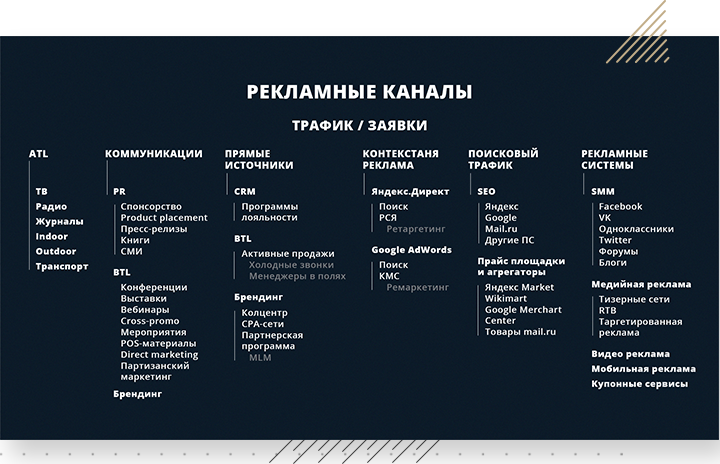 РЕКЛАМНЫЕ КАНАЛЫ
ТРАФИК / ЗАЯВКИ
ATL
ТВ
Радио
Журналы
Indoor
Outdoor
Транспорт
КОММУНИКАЦИИ
PR
Спонсорство
Product placement
Пресс-релизы
Книги
СМИ
BTL
Конференции
Выставки
Вебинары
Cross-promo
Мероприятия
POS-материалы
Direct marketing
Партизанский
маркетинг
Брендинг
ПРЯМЫЕ
ИСТОЧНИКИ
CRM
Программы
лояльности
BTL
Активные продажи
Холодные звонки
Менеджеры в полях
Брендинг
Колцентр
CPA-сети
Партнерская
программа
MLM
КОНТЕКСТАНЯ
РЕКЛАМА
Яндекс.Директ
Поиск
РСЯ
Ретаргетинг
Google AdWords
Поиск
КМС
Ремаркетинг
ПОИСКОВЫЙ
ТРАФИК
SEO
Яндекс
Google
Mail.ru
Другие ПС
Прайс площадки
и агрегаторы
Яндекс Market
Wikimart
Google Merchart
Center
Товары mail.ru
РЕКЛАМНЫЕ
СИСТЕМЫ
SMM
Facebook
VK
Одноклассники
Twitter
Форумы
Блоги
Медийная реклама
Тизерные сети
RTB
Таргетированная
реклама
Видео реклама
Мобильная реклама
Купонные сервисы